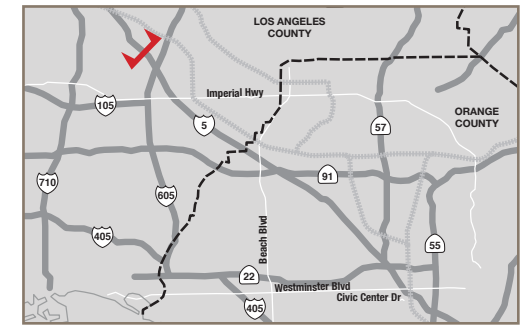 LOS ANGELES
COUNTY
Imperial Hwy
105
5
57
ORANGE
COUNTY
710
605
91
405
Beach Blvd
55
22
Westminster Blvd
Civic Center Dr
405